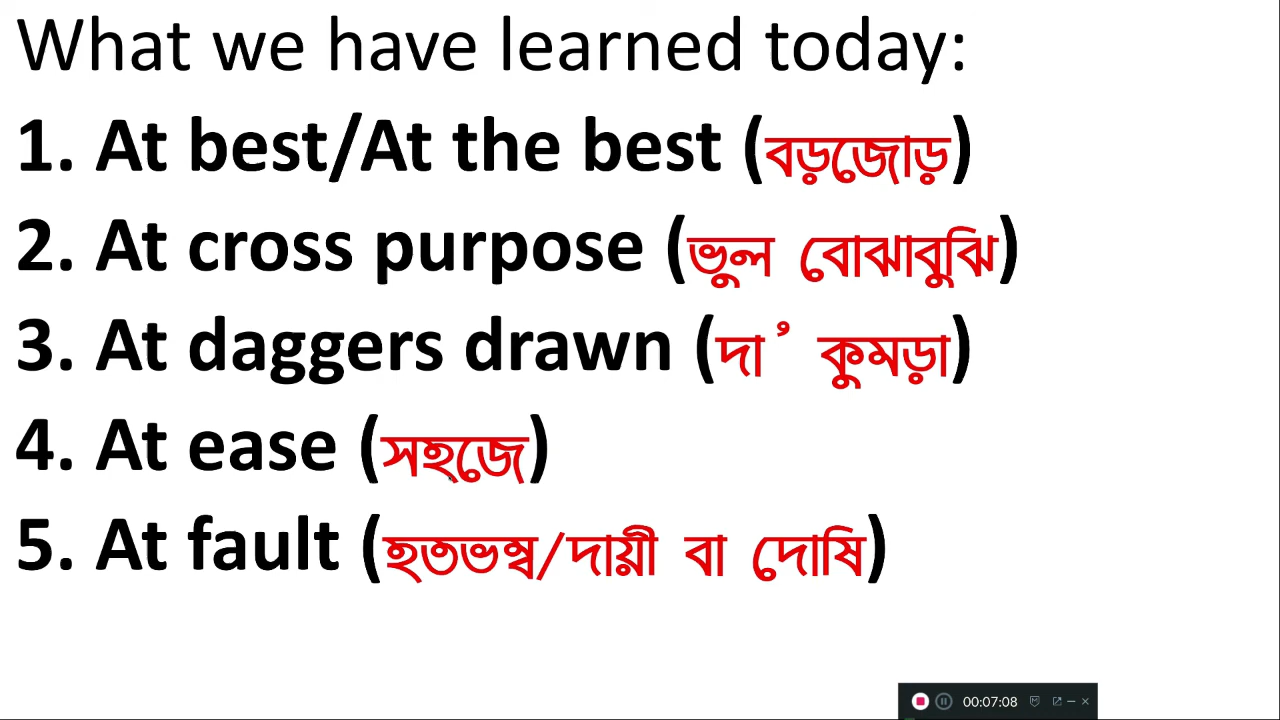 What we have learned today:
1. At best/At the best (বড়জোড়)
2. At cross purpose (ভুল বোঝাবুঝি)
3. At daggers drawn (দা ' কুমড়া)
4. At ease (সহজে)
5. At fault (হতভম্ব/দায়ী বা দোষি)
00:07:08